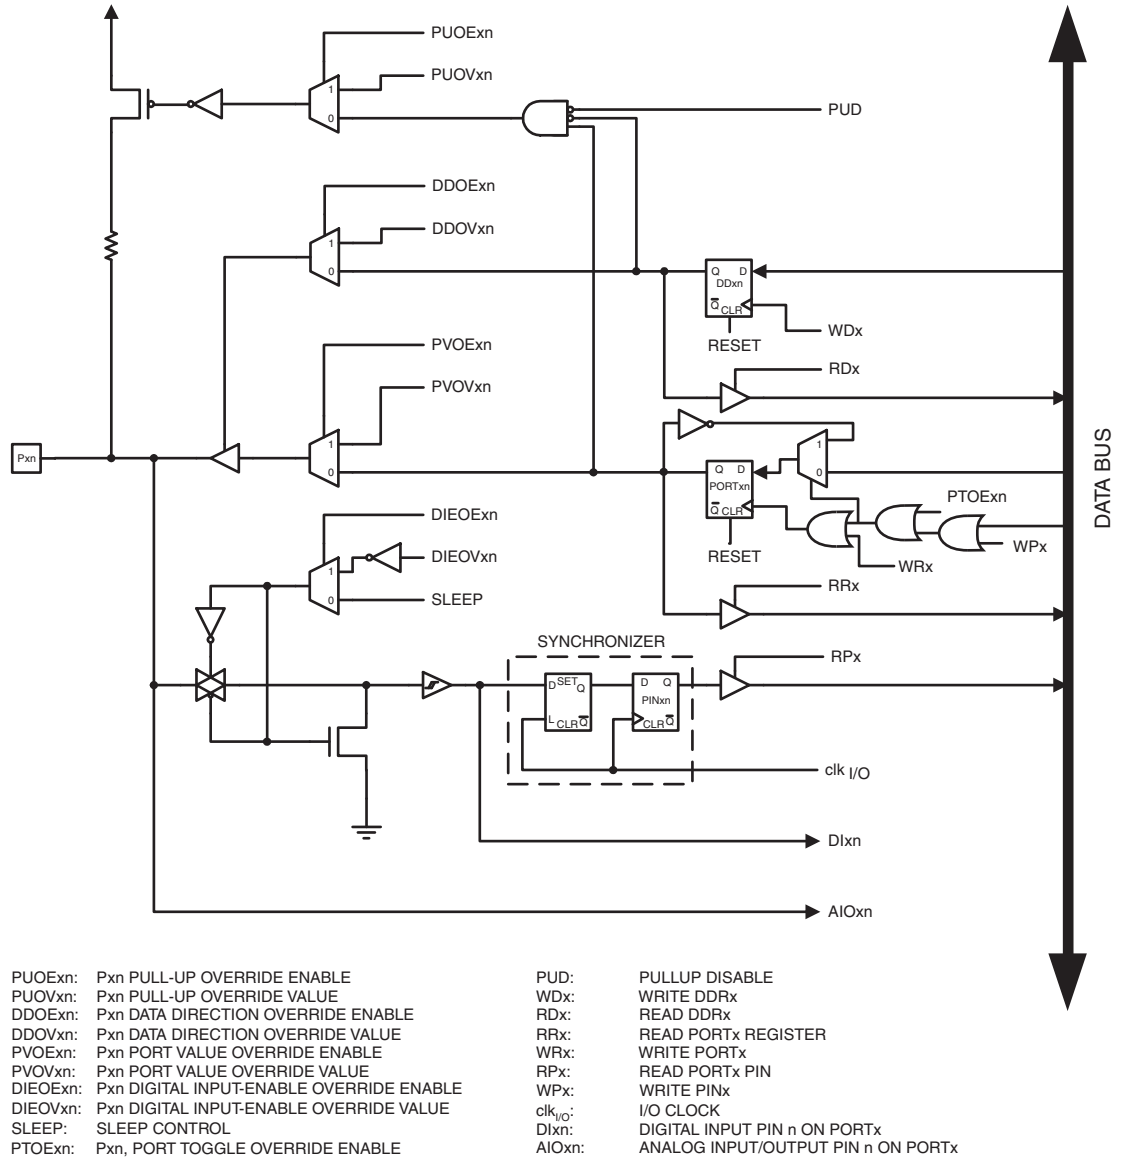 PUOExn
PUOVxn
1
0
PUD
DDOExn
DDOVxn
1
0
Q D
DDxn
Q CLR
RESET
WDx
RDx
PVOExn
PVOVxn
1
0
Pxn
1
0
Q D
PORTxn
Q CLR
RESET
PTOExn
WPx
WRx
RRx
DATA BUS
DIEOExn
DIEOVxn
1
0
SLEEP
SYNCHRONIZER
D SET Q
L CLR Q
D Q
PINxn
CLR Q
RPx
clk I/O
DIxn
AIOxn
PUOExn: Pxn PULL-UP OVERRIDE ENABLE
PUOVxn: Pxn PULL-UP OVERRIDE VALUE
DDOExn: Pxn DATA DIRECTION OVERRIDE ENABLE
DDOVxn: Pxn DATA DIRECTION OVERRIDE VALUE
PVOExn: Pxn PORT VALUE OVERRIDE ENABLE
PVOVxn: Pxn PORT VALUE OVERRIDE VALUE
DIEOExn: Pxn DIGITAL INPUT-ENABLE OVERRIDE ENABLE
DIEOVxn: Pxn DIGITAL INPUT-ENABLE OVERRIDE VALUE
SLEEP: SLEEP CONTROL
PTOExn: Pxn, PORT TOGGLE OVERRIDE ENABLE
PUD: PULLUP DISABLE
WDx: WRITE DDRx
RDx: READ DDRx
RRx: READ PORTx REGISTER
WRx: WRITE PORTx
RPx: READ PORTx PIN
WPx: WRITE PINx
clkI/O: I/O CLOCK
DIxn: DIGITAL INPUT PIN n ON PORTx
AIOxn: ANALOG INPUT/OUTPUT PIN n ON PORTx